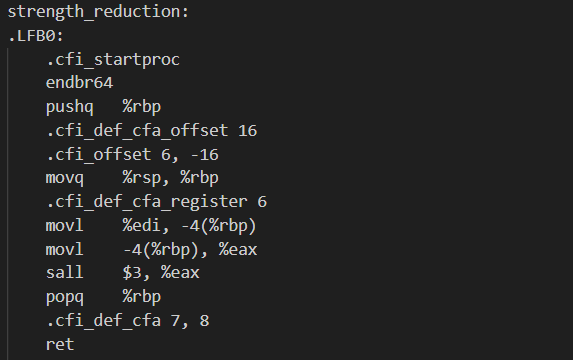 strength_reduction:
.LFB0:
    .cfi_startproc
    endbr64
    pushq   %rbp
    .cfi_def_cfa_offset 16
    .cfi_offset 6, -16
    movq    %rsp, %rbp
    .cfi_def_cfa_register 6
    movl    %edi, -4(%rbp)
    movl    -4(%rbp), %eax
    sall    $3, %eax
    popq    %rbp
    .cfi_def_cfa 7, 8
    ret